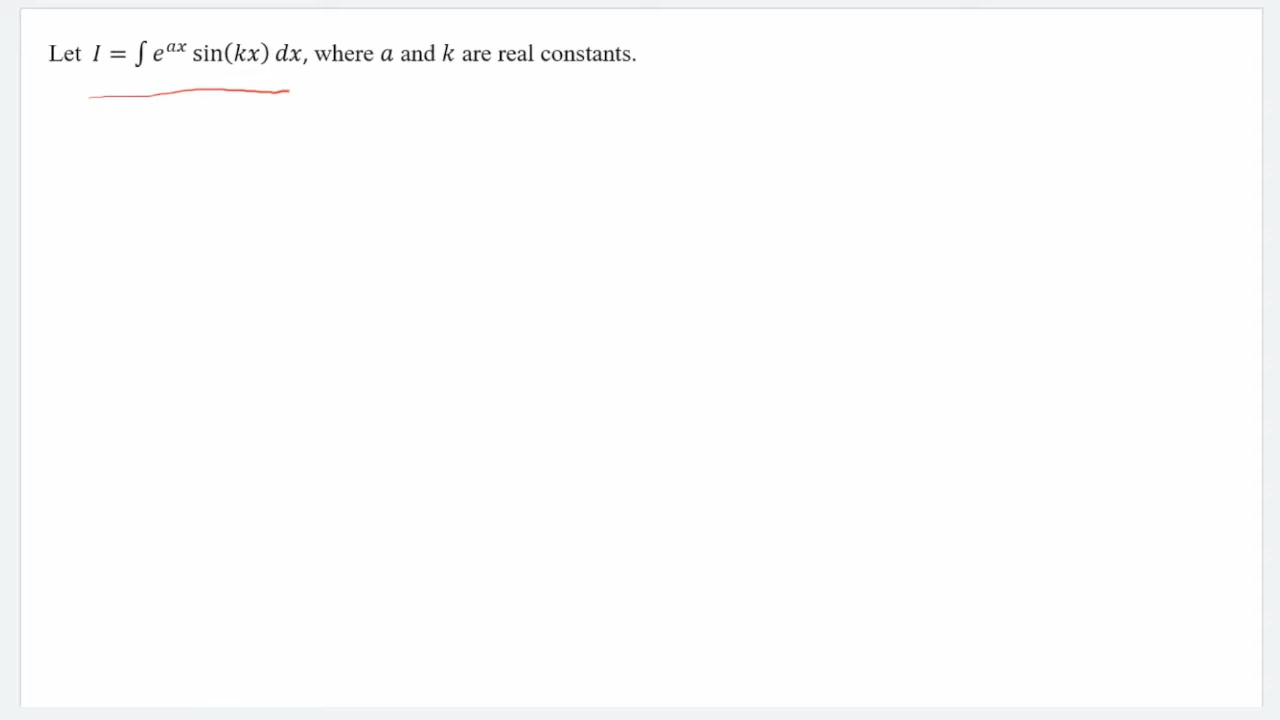 Let I = ∫ e^{ax} sin(kx) dx, where a and k are real constants.